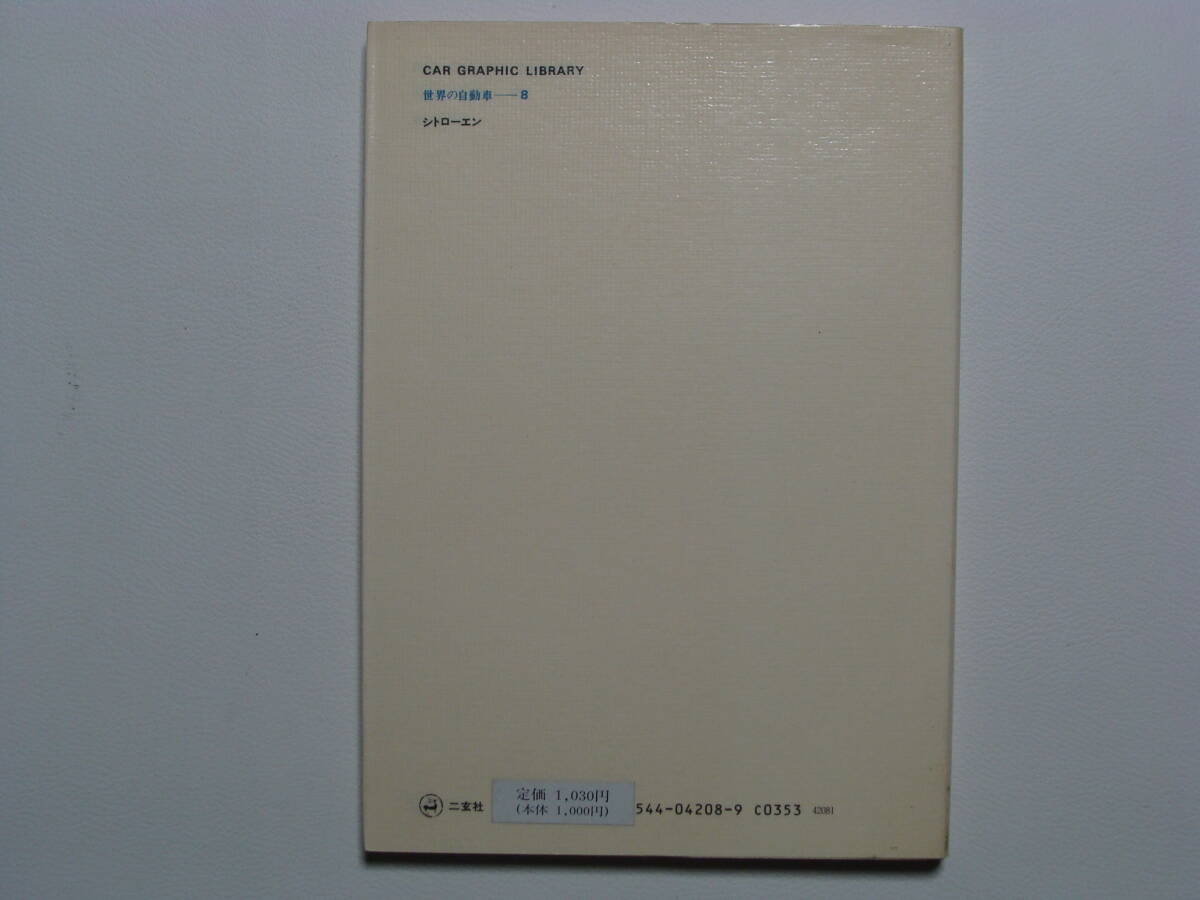 CAR GRAPHIC LIBRARY
世界の自動車――8
シトローエン
二玄社
定価 1,030円
(本体 1,000円)
544-04208-9 C0353 42081